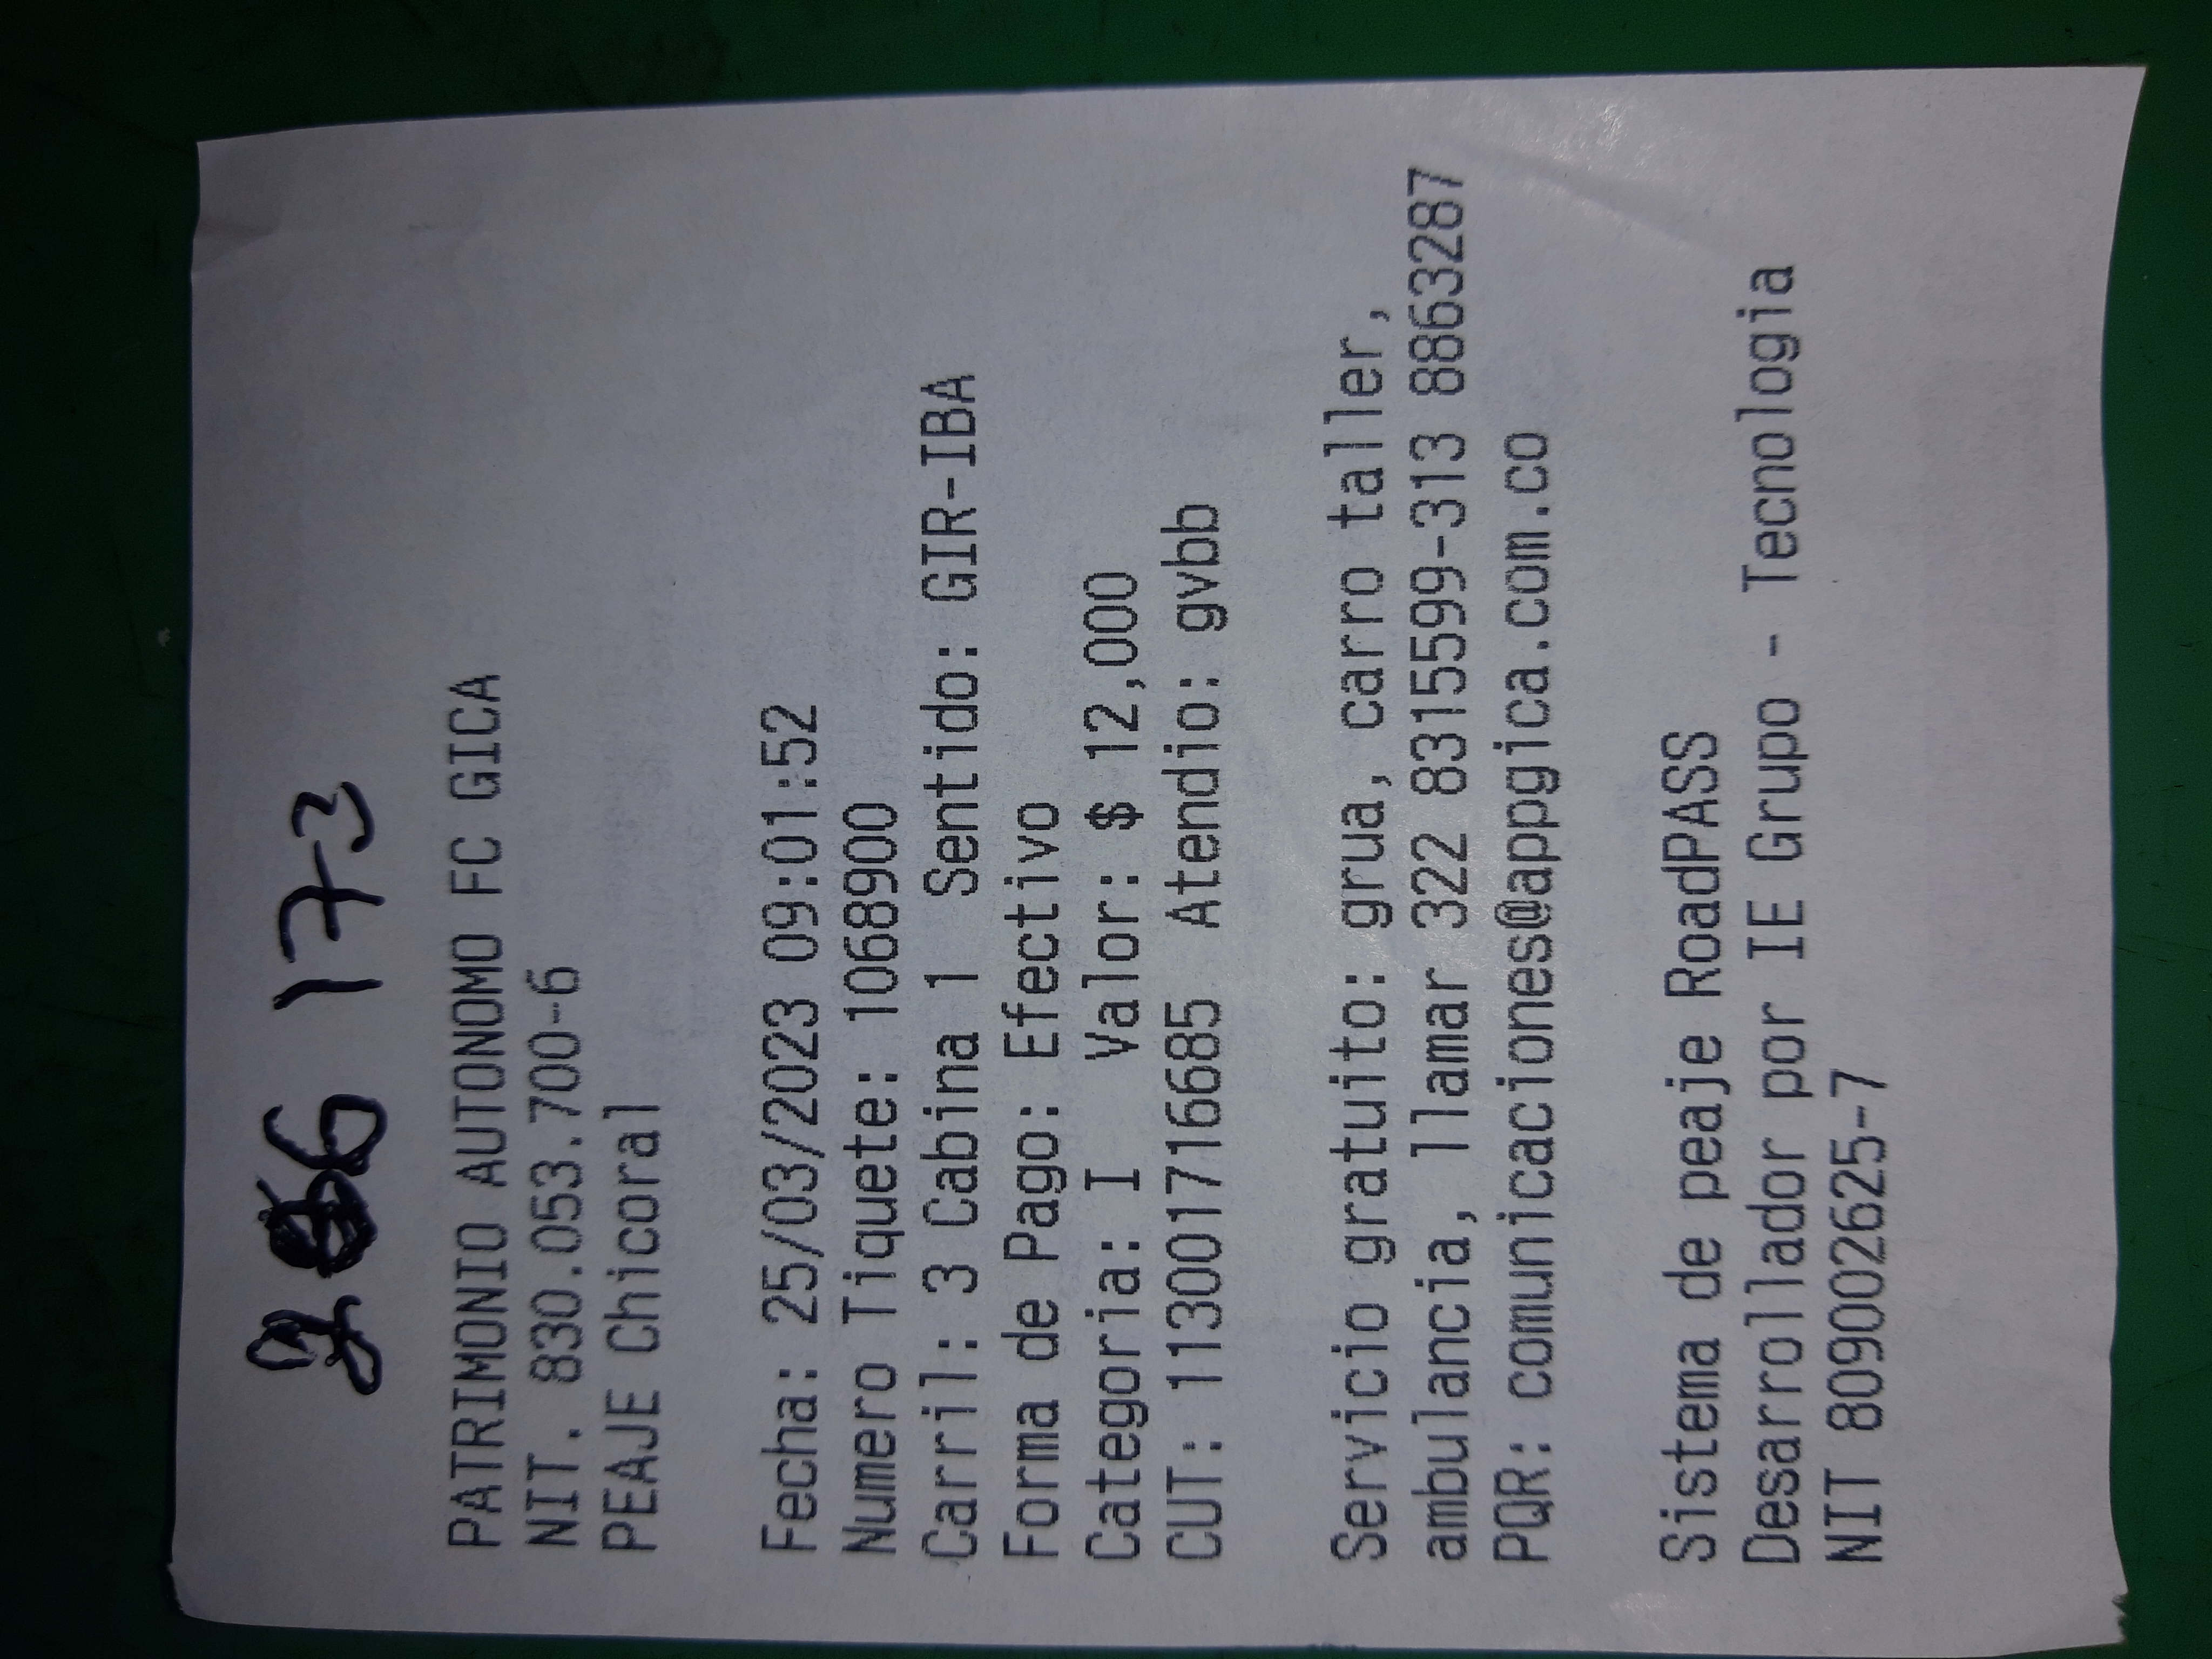 173
PATRIMONIO AUTONOMO FC GICA
NIT. 830.053.700-6
PEAJE Chicoral
Fecha: 25/03/2023 09:01:52
Numero Tiquete: 1068900
Carril: 3 Cabina 1 Sentido: GIR-IBA
Forma de Pago: Efectivo
Categoria: I Valor: $ 12,000
CUT: 11300171 6685 Atendio: gvbb
Servicio gratuito: grua, carro taller,
ambulancia, llamar 322 8315599-313 8863287
PQR: comunicaciones@appgica.com.co
Sistema de peaje RoadPASS
Desarrollador por IE Grupo - Tecnologia
NIT 809002625-7